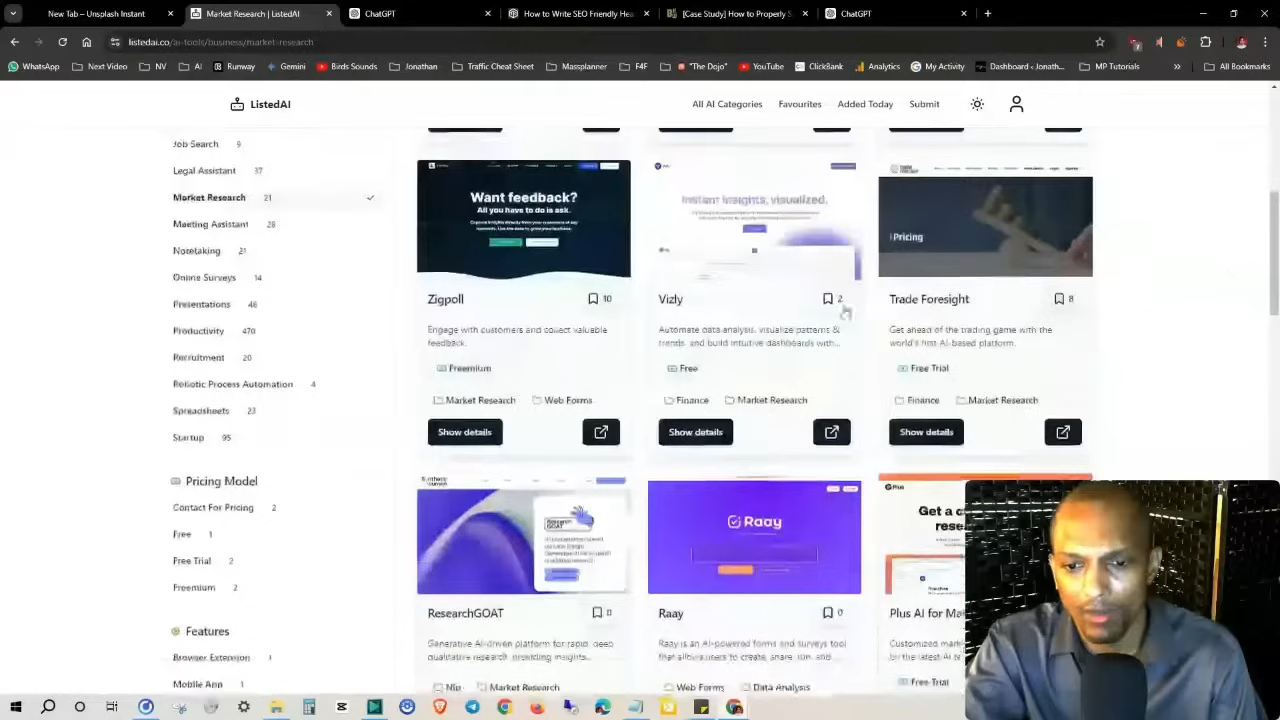 New Tab – Unsplash Instant
Market Research | ListedAI
ChatGPT
How to Write SEO Friendly Hea
[Case Study] How to Properly S
ChatGPT
listedai.co/ai-tools/business/market-research
WhatsApp
Next Video
NV
AI
Runway
Gemini
Birds Sounds
Jonathan
Traffic Cheat Sheet
Massplanner
F4F
"The Dojo"
YouTube
ClickBank
Analytics
My Activity
Dashboard ‹ Jonath...
MP Tutorials
All Bookmarks
ListedAI
All AI Categories
Favourites
Added Today
Submit
Job Search 9
Legal Assistant 37
Market Research 21
Meeting Assistant 28
Notetaking 21
Online Surveys 14
Presentations 46
Productivity 470
Recruitment 20
Robotic Process Automation 4
Spreadsheets 23
Startup 95
Pricing Model
Contact For Pricing 2
Free 1
Free Trial 2
Freemium 2
Features
Browser Extension 1
Mobile App 1
Want feedback?
All you have to do is ask.
Zigpoll
10
Engage with customers and collect valuable
feedback.
Freemium
Market Research
Web Forms
Show details
Instant Insights, visualized.
Vizly
2
Automate data analysis, visualize patterns &
trends, and build intuitive dashboards with...
Free
Finance
Market Research
Show details
Pricing
Trade Foresight
8
Get ahead of the trading game with the
world's first AI-based platform.
Free Trial
Finance
Market Research
Show details
ResearchGOAT
0
Generative AI-driven platform for rapid, deep
qualitative research, providing insights...
Nlp
Market Research
Raay
Raay
0
Raay is an AI-powered forms and surveys tool
that allows users to create, share, run, and...
Web Forms
Data Analysis
Plus
Get a c
rese
Plus AI for Ma
Customized mark
by the latest AI te
Free Trial